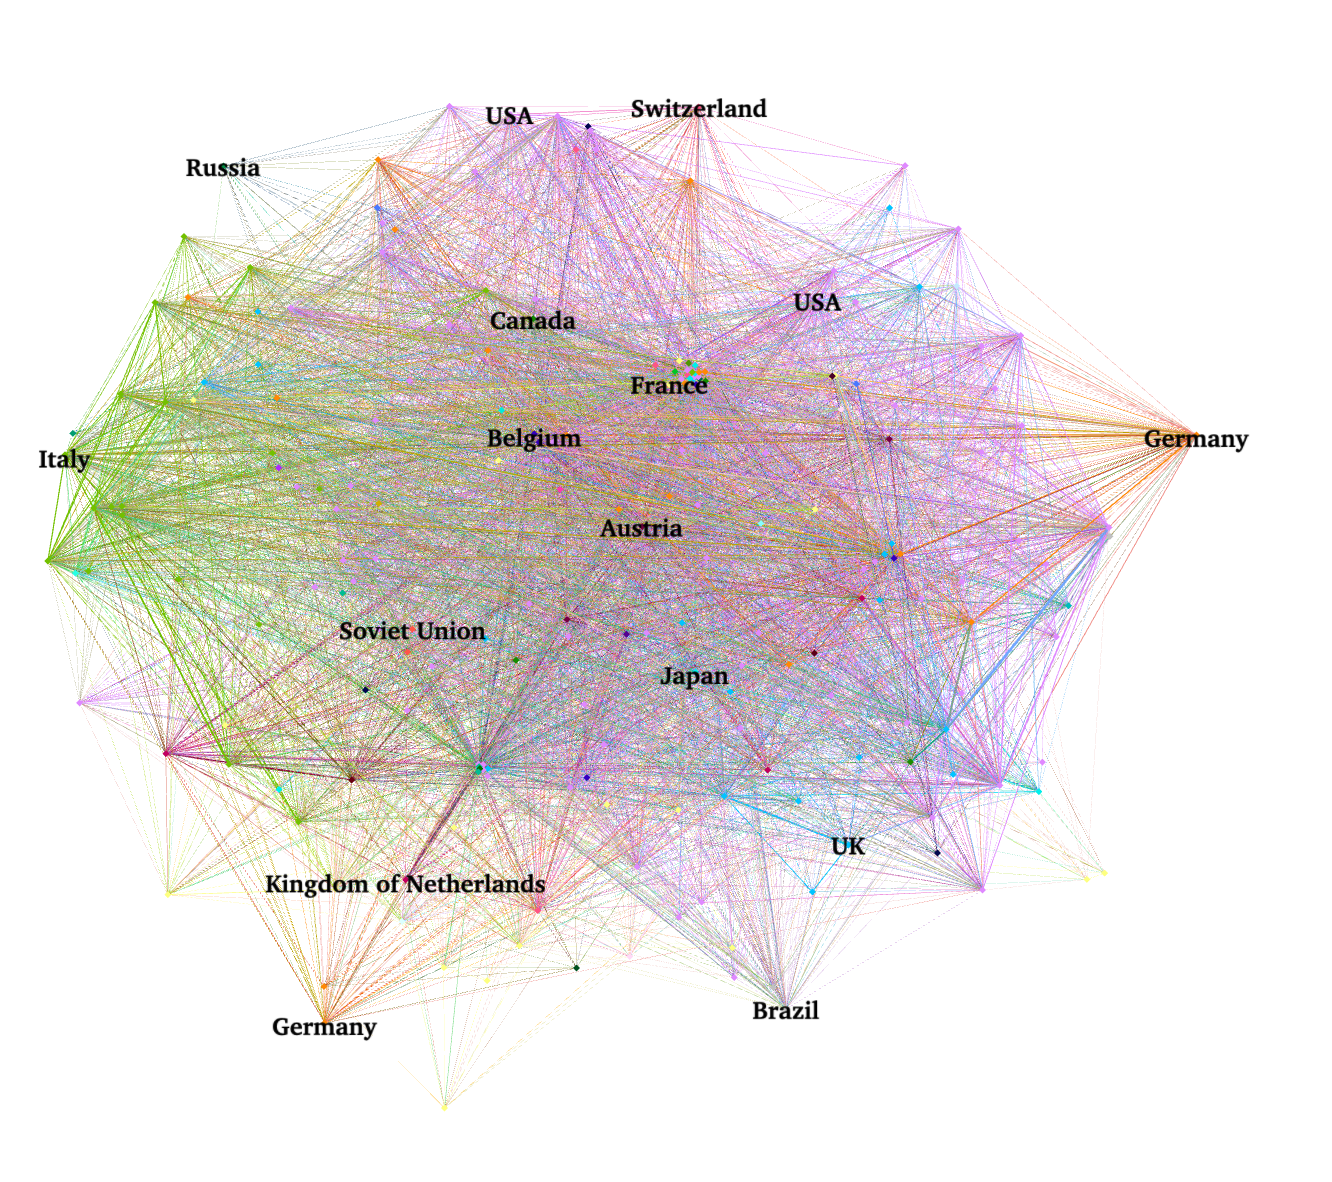 Switzerland
USA
Russia
USA
Canada
France
Belgium
Germany
Italy
Austria
Soviet Union
Japan
UK
Kingdom of Netherlands
Brazil
Germany